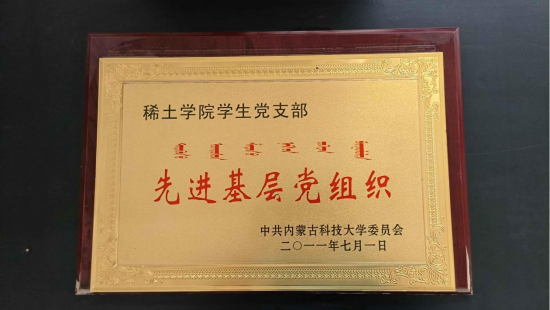 稀土学院学生党支部
先进基层党组织
中共内蒙古科技大学委员会
二〇一一年七月一日